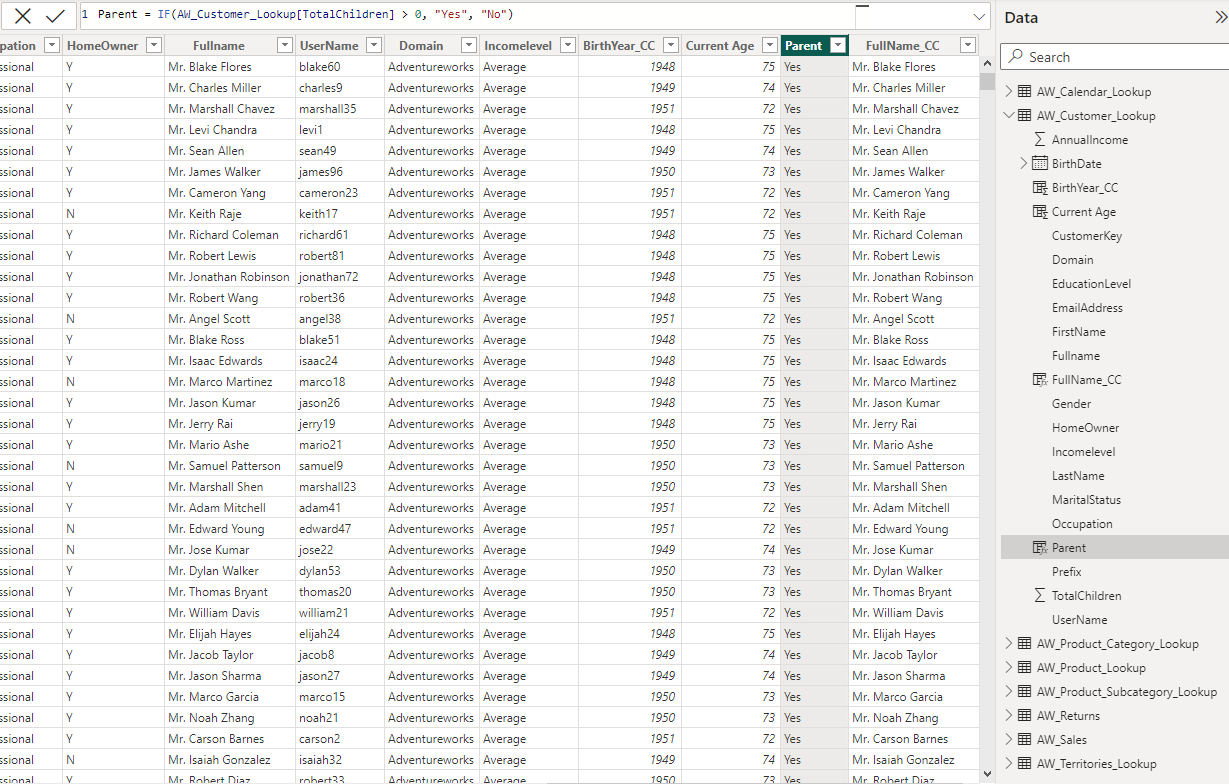 1 Parent = IF(AW_Customer_Lookup[TotalChildren] > 0, "Yes", "No")
pation HomeOwner Fullname UserName Domain Incomelevel BirthYear_CC Current Age Parent FullName_CC
ssional Y Mr. Blake Flores blake60 Adventureworks Average 1948 75 Yes Mr. Blake Flores
ssional Y Mr. Charles Miller charles9 Adventureworks Average 1949 74 Yes Mr. Charles Miller
ssional Y Mr. Marshall Chavez marshall35 Adventureworks Average 1951 72 Yes Mr. Marshall Chavez
ssional Y Mr. Levi Chandra levi1 Adventureworks Average 1948 75 Yes Mr. Levi Chandra
ssional Y Mr. Sean Allen sean49 Adventureworks Average 1949 74 Yes Mr. Sean Allen
ssional Y Mr. James Walker james96 Adventureworks Average 1950 73 Yes Mr. James Walker
ssional Y Mr. Cameron Yang cameron23 Adventureworks Average 1951 72 Yes Mr. Cameron Yang
ssional N Mr. Keith Raje keith17 Adventureworks Average 1951 72 Yes Mr. Keith Raje
ssional Y Mr. Richard Coleman richard61 Adventureworks Average 1948 75 Yes Mr. Richard Coleman
ssional Y Mr. Robert Lewis robert81 Adventureworks Average 1948 75 Yes Mr. Robert Lewis
ssional Y Mr. Jonathan Robinson jonathan72 Adventureworks Average 1948 75 Yes Mr. Jonathan Robinson
ssional Y Mr. Robert Wang robert36 Adventureworks Average 1948 75 Yes Mr. Robert Wang
ssional N Mr. Angel Scott angel38 Adventureworks Average 1951 72 Yes Mr. Angel Scott
ssional Y Mr. Blake Ross blake51 Adventureworks Average 1948 75 Yes Mr. Blake Ross
ssional Y Mr. Isaac Edwards isaac24 Adventureworks Average 1948 75 Yes Mr. Isaac Edwards
ssional N Mr. Marco Martinez marco18 Adventureworks Average 1948 75 Yes Mr. Marco Martinez
ssional Y Mr. Jason Kumar jason26 Adventureworks Average 1948 75 Yes Mr. Jason Kumar
ssional Y Mr. Jerry Rai jerry19 Adventureworks Average 1948 75 Yes Mr. Jerry Rai
ssional Y Mr. Mario Ashe mario21 Adventureworks Average 1950 73 Yes Mr. Mario Ashe
ssional N Mr. Samuel Patterson samuel9 Adventureworks Average 1950 73 Yes Mr. Samuel Patterson
ssional Y Mr. Marshall Shen marshall23 Adventureworks Average 1950 73 Yes Mr. Marshall Shen
ssional Y Mr. Adam Mitchell adam41 Adventureworks Average 1951 72 Yes Mr. Adam Mitchell
ssional N Mr. Edward Young edward47 Adventureworks Average 1951 72 Yes Mr. Edward Young
ssional N Mr. Jose Kumar jose22 Adventureworks Average 1949 74 Yes Mr. Jose Kumar
ssional Y Mr. Dylan Walker dylan53 Adventureworks Average 1950 73 Yes Mr. Dylan Walker
ssional Y Mr. Thomas Bryant thomas20 Adventureworks Average 1950 73 Yes Mr. Thomas Bryant
ssional Y Mr. William Davis william21 Adventureworks Average 1951 72 Yes Mr. William Davis
ssional Y Mr. Elijah Hayes elijah24 Adventureworks Average 1948 75 Yes Mr. Elijah Hayes
ssional Y Mr. Jacob Taylor jacob8 Adventureworks Average 1949 74 Yes Mr. Jacob Taylor
ssional Y Mr. Jason Sharma jason27 Adventureworks Average 1949 74 Yes Mr. Jason Sharma
ssional Y Mr. Marco Garcia marco15 Adventureworks Average 1950 73 Yes Mr. Marco Garcia
ssional Y Mr. Noah Zhang noah21 Adventureworks Average 1950 73 Yes Mr. Noah Zhang
ssional Y Mr. Carson Barnes carson2 Adventureworks Average 1951 72 Yes Mr. Carson Barnes
ssional N Mr. Isaiah Gonzalez isaiah32 Adventureworks Average 1949 74 Yes Mr. Isaiah Gonzalez
ssional Y Mr. Robert Diaz robert33 Adventureworks Average 1950 73 Yes Mr. Robert Diaz
Data
Search
AW_Calendar_Lookup
AW_Customer_Lookup
AnnualIncome
BirthDate
BirthYear_CC
Current Age
CustomerKey
Domain
EducationLevel
EmailAddress
FirstName
Fullname
FullName_CC
Gender
HomeOwner
Incomelevel
LastName
MaritalStatus
Occupation
Parent
Prefix
TotalChildren
UserName
AW_Product_Category_Lookup
AW_Product_Lookup
AW_Product_Subcategory_Lookup
AW_Returns
AW_Sales
AW_Territories_Lookup